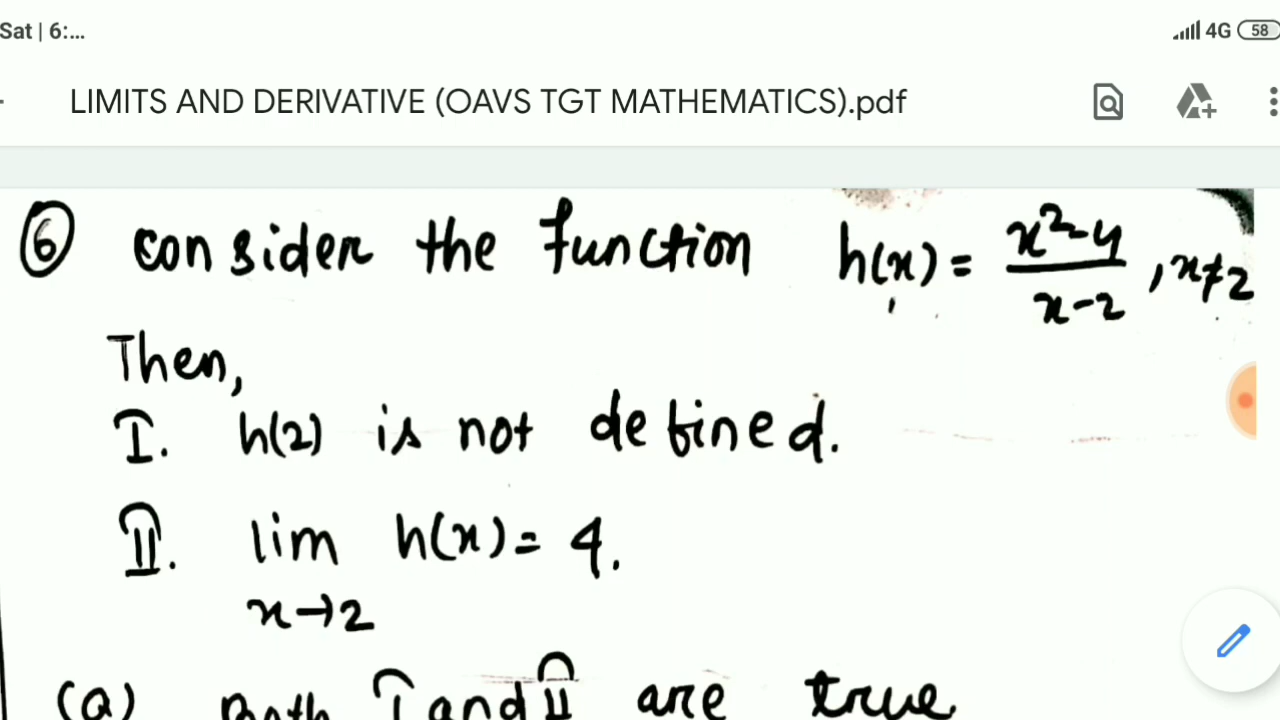 Sat | 6:...
4G 58
LIMITS AND DERIVATIVE (OAVS TGT MATHEMATICS).pdf
6 consider the function h(x) = x²-4 / x-2 , x≠2
Then,
I. h(2) is not defined.
II. lim h(x) = 4.
x→2
(a) Both I and II are true